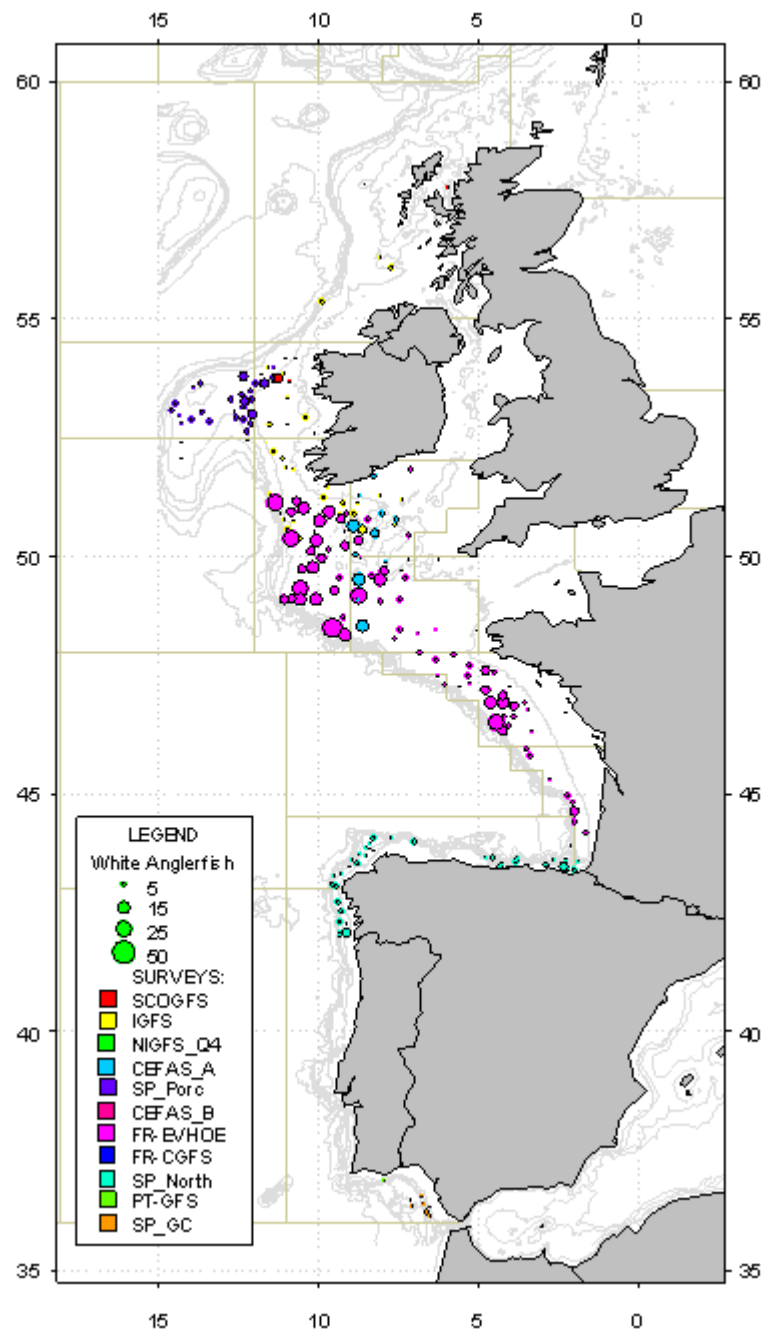 15 10 5 0
60 60
55 55
50 50
45 45
LEGEND
White Anglerfish
5
15
25
50
SURVEYS:
SCOGFS
IGFS
NIGFS_Q4
CEFAS_A
SP_Porc
CEFAS_B
FR-EVHOE
FR-CGFS
SP_North
PT-GFS
SP_GC
40 40
35 35
15 10 5 0